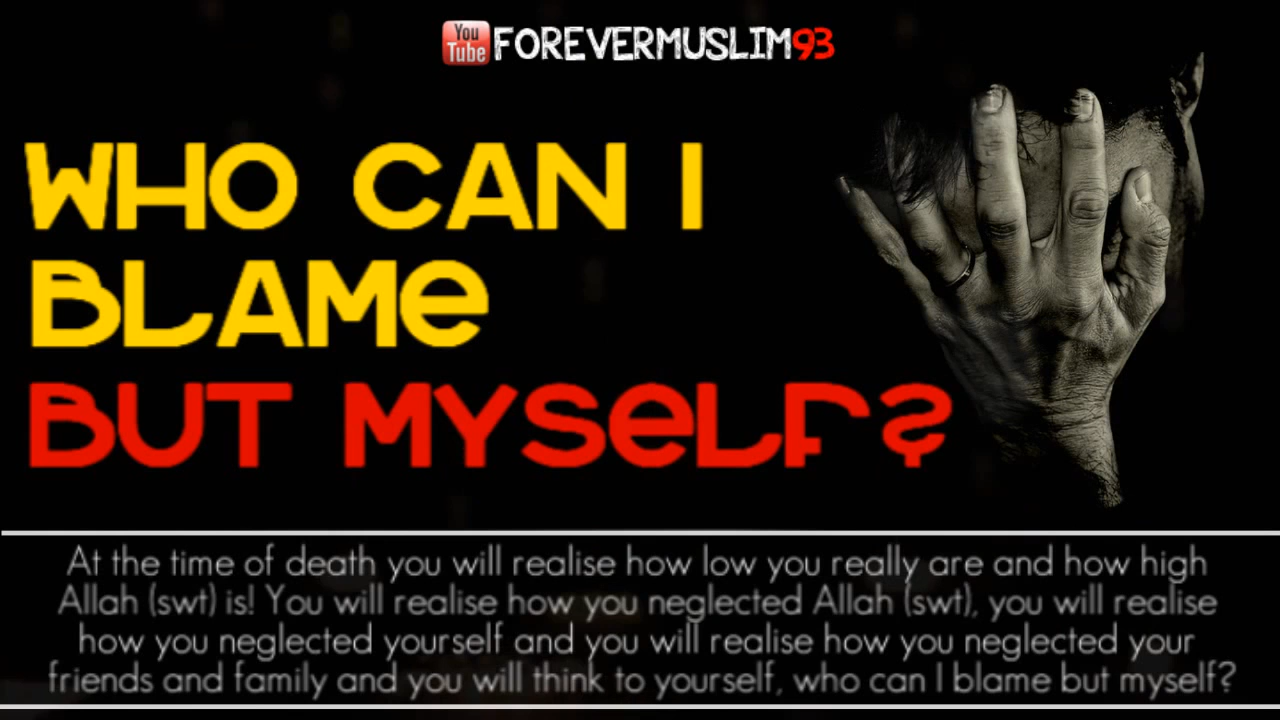 You Tube FOREVERMUSLIM93
WHO CAN I
BLAMe
BUT MYSeLF?
At the time of death you will realise how low you really are and how high
Allah (swt) is! You will realise how you neglected Allah (swt), you will realise
how you neglected yourself and you will realise how you neglected your
friends and family and you will think to yourself, who can I blame but myself?